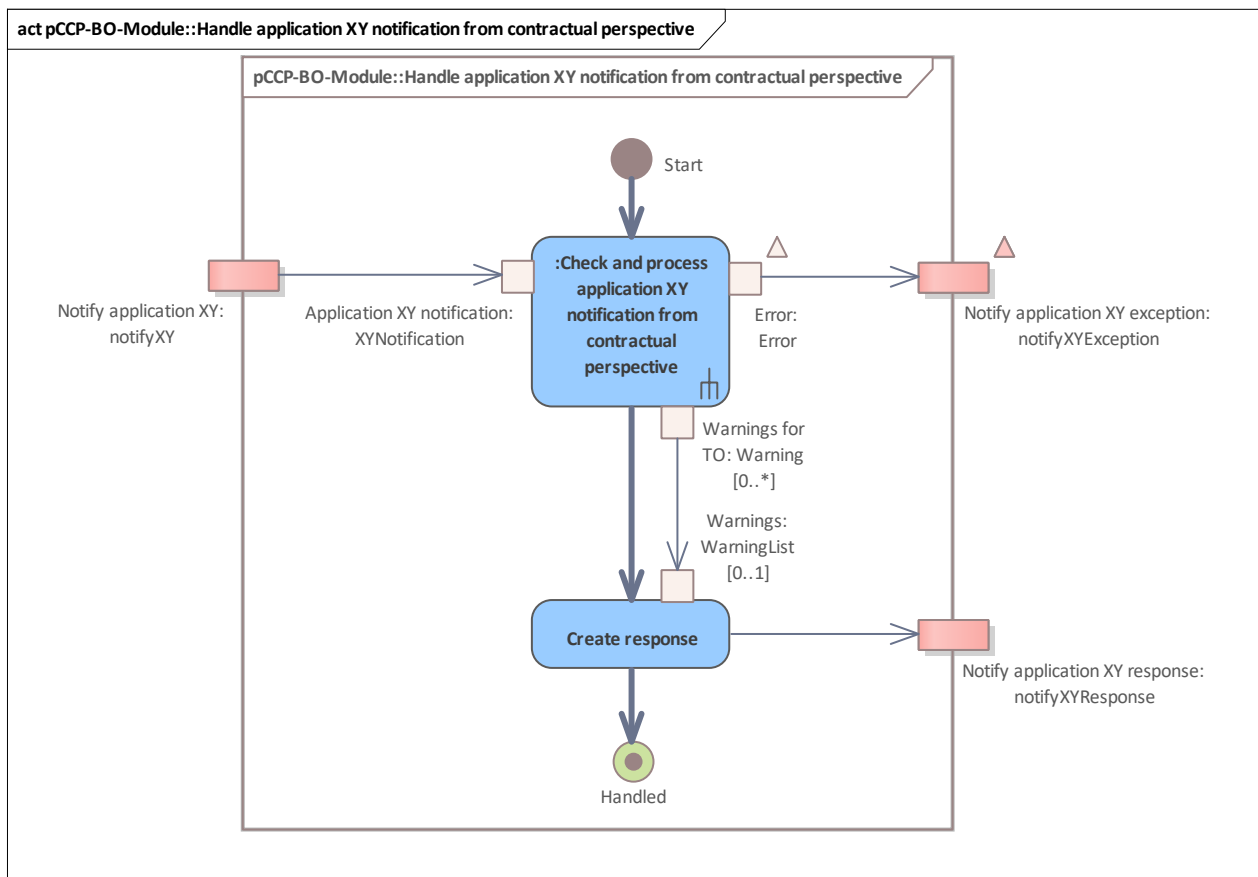 act pCCP-BO-Module::Handle application XY notification from contractual perspective
pCCP-BO-Module::Handle application XY notification from contractual perspective
Start
:Check and process
application XY
notification from
contractual
perspective
Notify application XY:
notifyXY
Application XY notification:
XYNotification
Error:
Error
Notify application XY exception:
notifyXYException
Warnings for
TO: Warning
[0..*]
Warnings:
WarningList
[0..1]
Create response
Notify application XY response:
notifyXYResponse
Handled